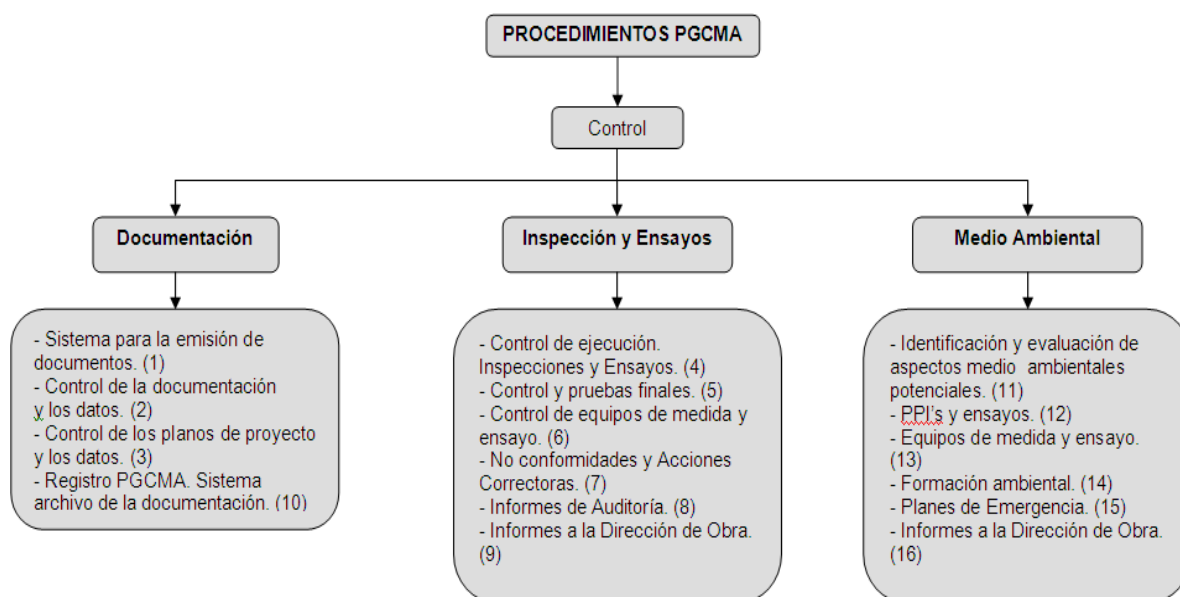 PROCEDIMIENTOS PGCMA
Control
Documentación
Inspección y Ensayos
Medio Ambiental
- Sistema para la emisión de
documentos. (1)
- Control de la documentación
y los datos. (2)
- Control de los planos de proyecto
y los datos. (3)
- Registro PGCMA. Sistema
archivo de la documentación. (10)
- Control de ejecución.
Inspecciones y Ensayos. (4)
- Control y pruebas finales. (5)
- Control de equipos de medida y
ensayo. (6)
- No conformidades y Acciones
Correctoras. (7)
- Informes de Auditoría. (8)
- Informes a la Dirección de Obra.
(9)
- Identificación y evaluación de
aspectos medio ambientales
potenciales. (11)
- PPI's y ensayos. (12)
- Equipos de medida y ensayo.
(13)
- Formación ambiental. (14)
- Planes de Emergencia. (15)
- Informes a la Dirección de Obra.
(16)